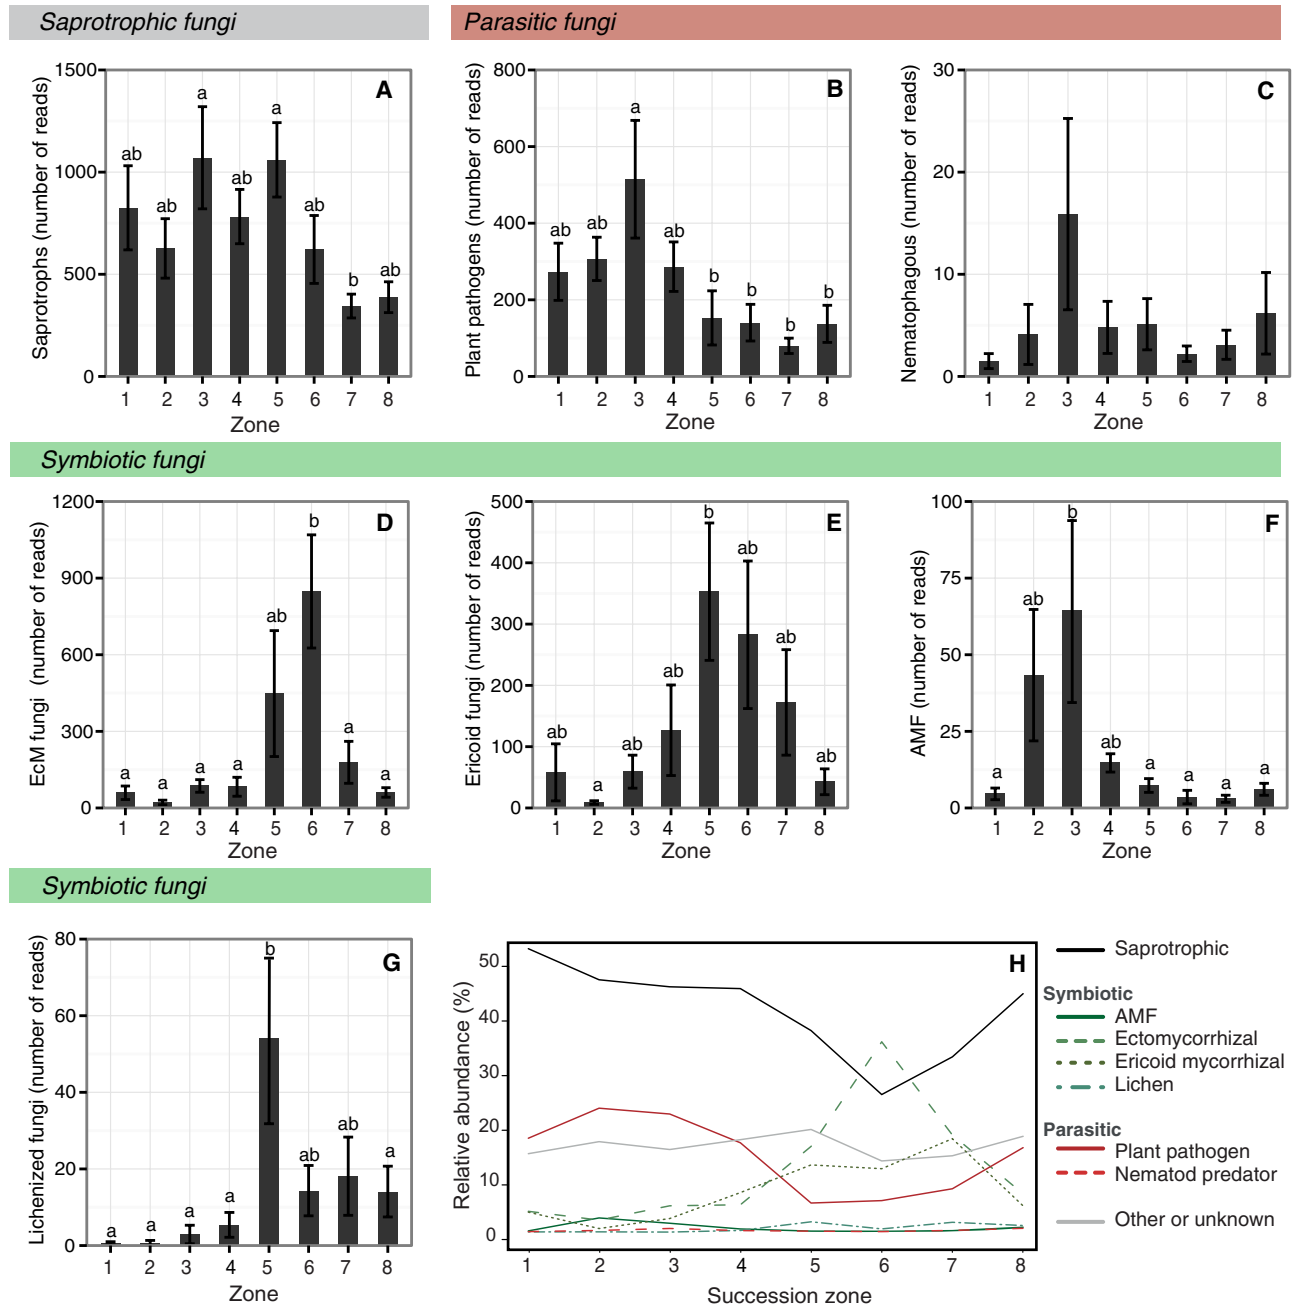 Saprotrophic fungi
Parasitic fungi
Saprotrophs (number of reads)
1500
1000
500
0
A
ab
ab
a
ab
a
ab
b
ab
1 2 3 4 5 6 7 8
Zone
Plant pathogens (number of reads)
800
600
400
200
0
B
ab
ab
a
ab
b
b
b
b
1 2 3 4 5 6 7 8
Zone
Nematophagous (number of reads)
30
20
10
0
C
1 2 3 4 5 6 7 8
Zone
Symbiotic fungi
EcM fungi (number of reads)
1200
900
600
300
0
D
a
a
a
a
ab
b
a
a
1 2 3 4 5 6 7 8
Zone
Ericoid fungi (number of reads)
500
400
300
200
100
0
E
ab
a
ab
ab
b
ab
ab
ab
1 2 3 4 5 6 7 8
Zone
AMF (number of reads)
100
75
50
25
0
F
a
ab
b
ab
a
a
a
a
1 2 3 4 5 6 7 8
Zone
Symbiotic fungi
Lichenized fungi (number of reads)
80
60
40
20
0
G
a
a
a
a
b
ab
ab
a
1 2 3 4 5 6 7 8
Zone
Relative abundance (%)
50
40
30
20
10
0
H
1 2 3 4 5 6 7 8
Succession zone
Saprotrophic
Symbiotic
AMF
Ectomycorrhizal
Ericoid mycorrhizal
Lichen
Parasitic
Plant pathogen
Nematod predator
Other or unknown